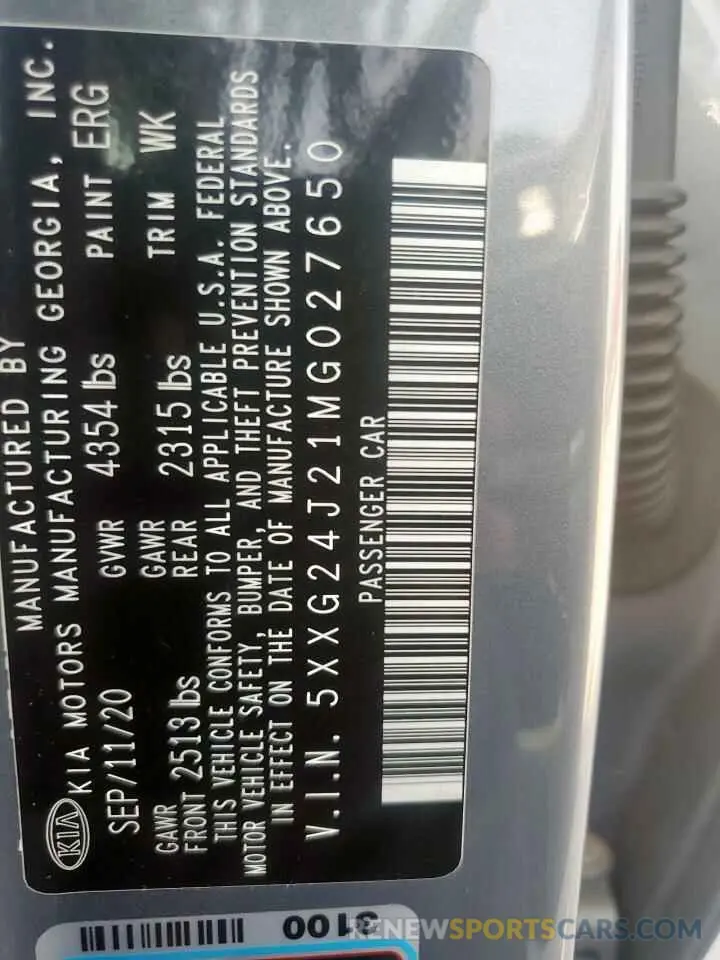 MANUFACTURED BY
KIA KIA MOTORS MANUFACTURING GEORGIA, INC.
SEP/11/20 GVWR 4354 lbs PAINT ERG
GAWR FRONT 2513 lbs GAWR REAR 2315 lbs TRIM WK
THIS VEHICLE CONFORMS TO ALL APPLICABLE U.S.A. FEDERAL
MOTOR VEHICLE SAFETY, BUMPER, AND THEFT PREVENTION STANDARDS
IN EFFECT ON THE DATE OF MANUFACTURE SHOWN ABOVE.
V.I.N. 5XXG24J21MG027650
PASSENGER CAR
3100
RENEWSPORTSCARS.COM